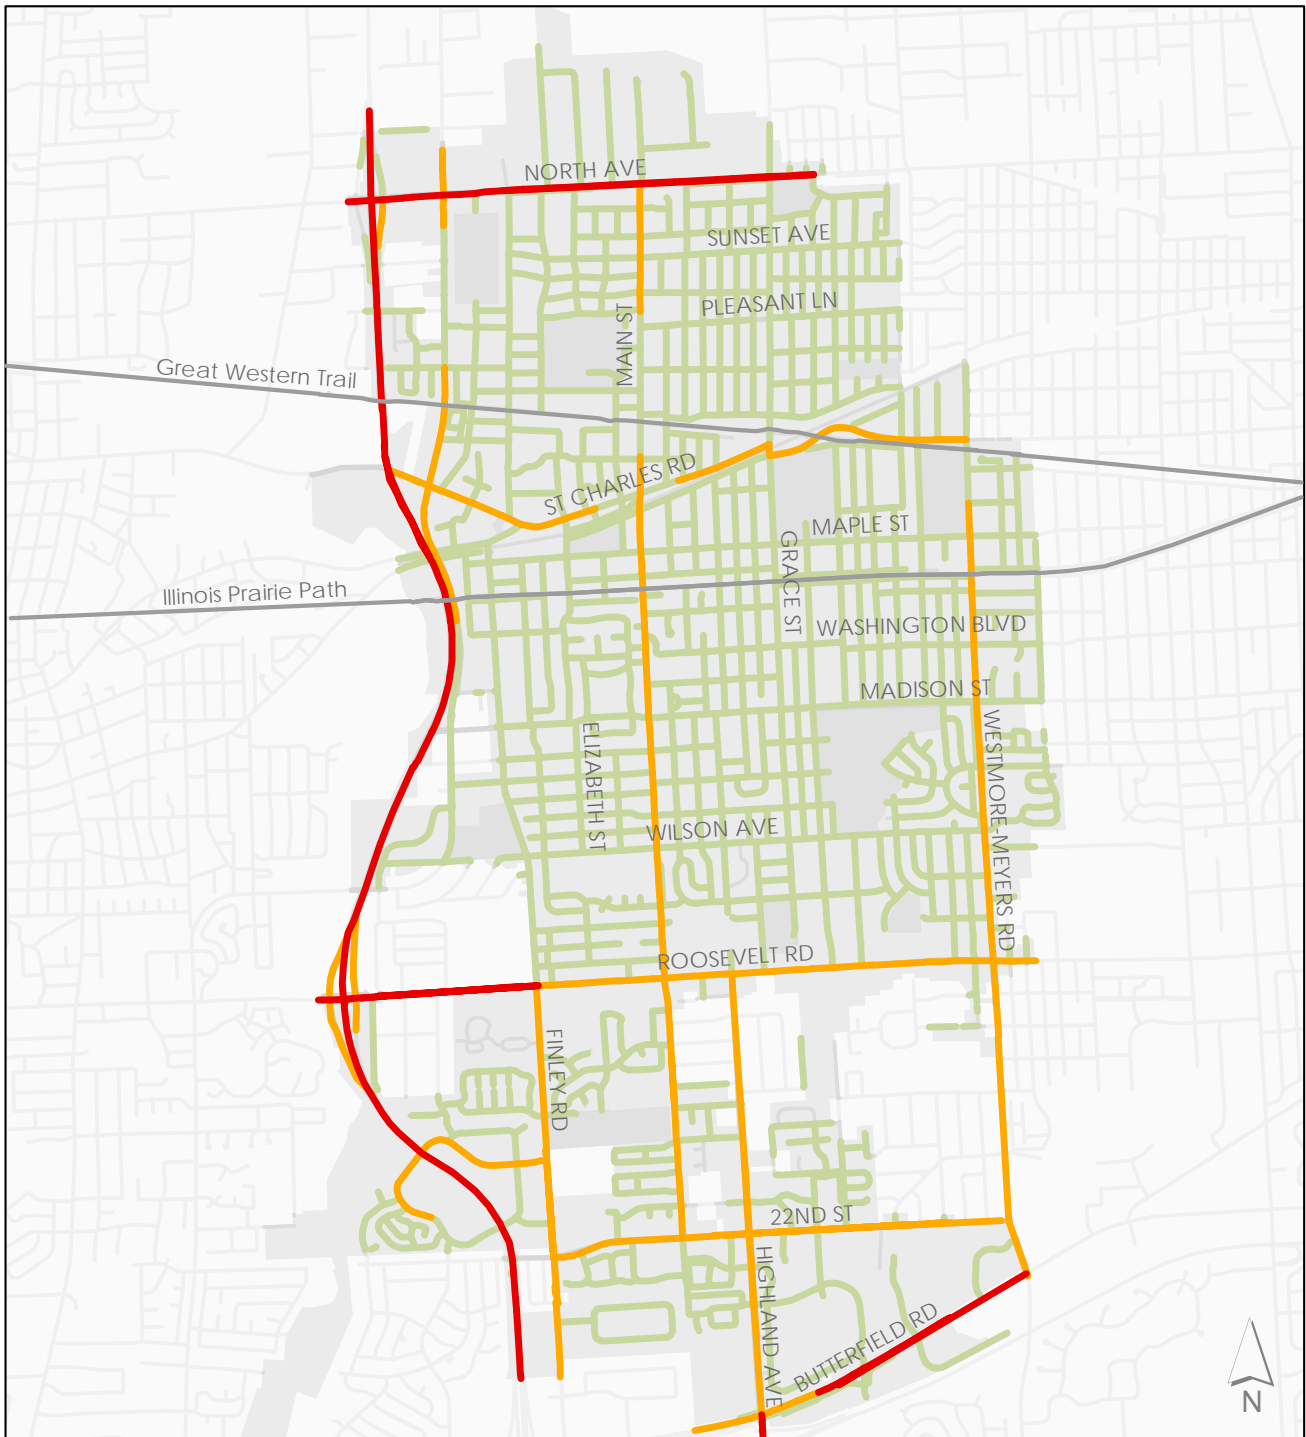 NORTH AVE
SUNSET AVE
PLEASANT LN
MAIN ST
Great Western Trail
ST CHARLES RD
MAPLE ST
GRACE ST
Illinois Prairie Path
WASHINGTON BLVD
MADISON ST
ELIZABETH ST
WESTMORE-MEYERS RD
WILSON AVE
ROOSEVELT RD
FINLEY RD
22ND ST
HIGHLAND AVE
BUTTERFIELD RD
N